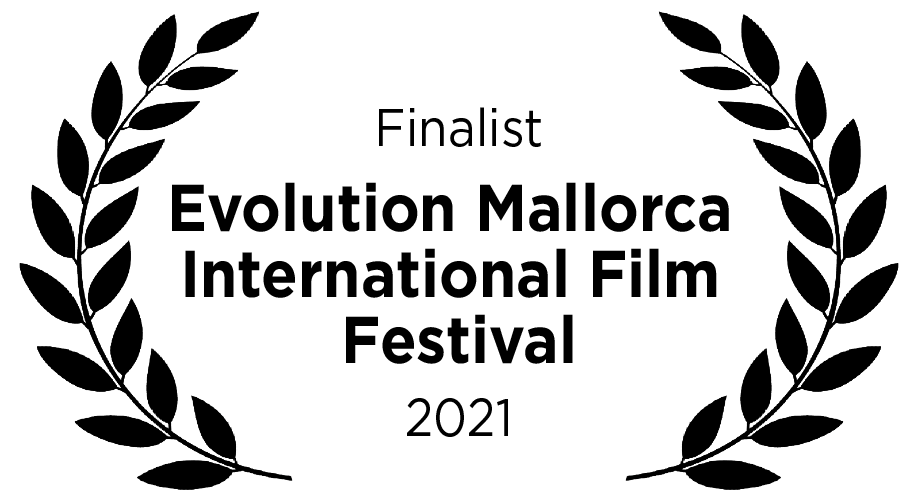 Finalist
Evolution Mallorca
International Film
Festival
2021